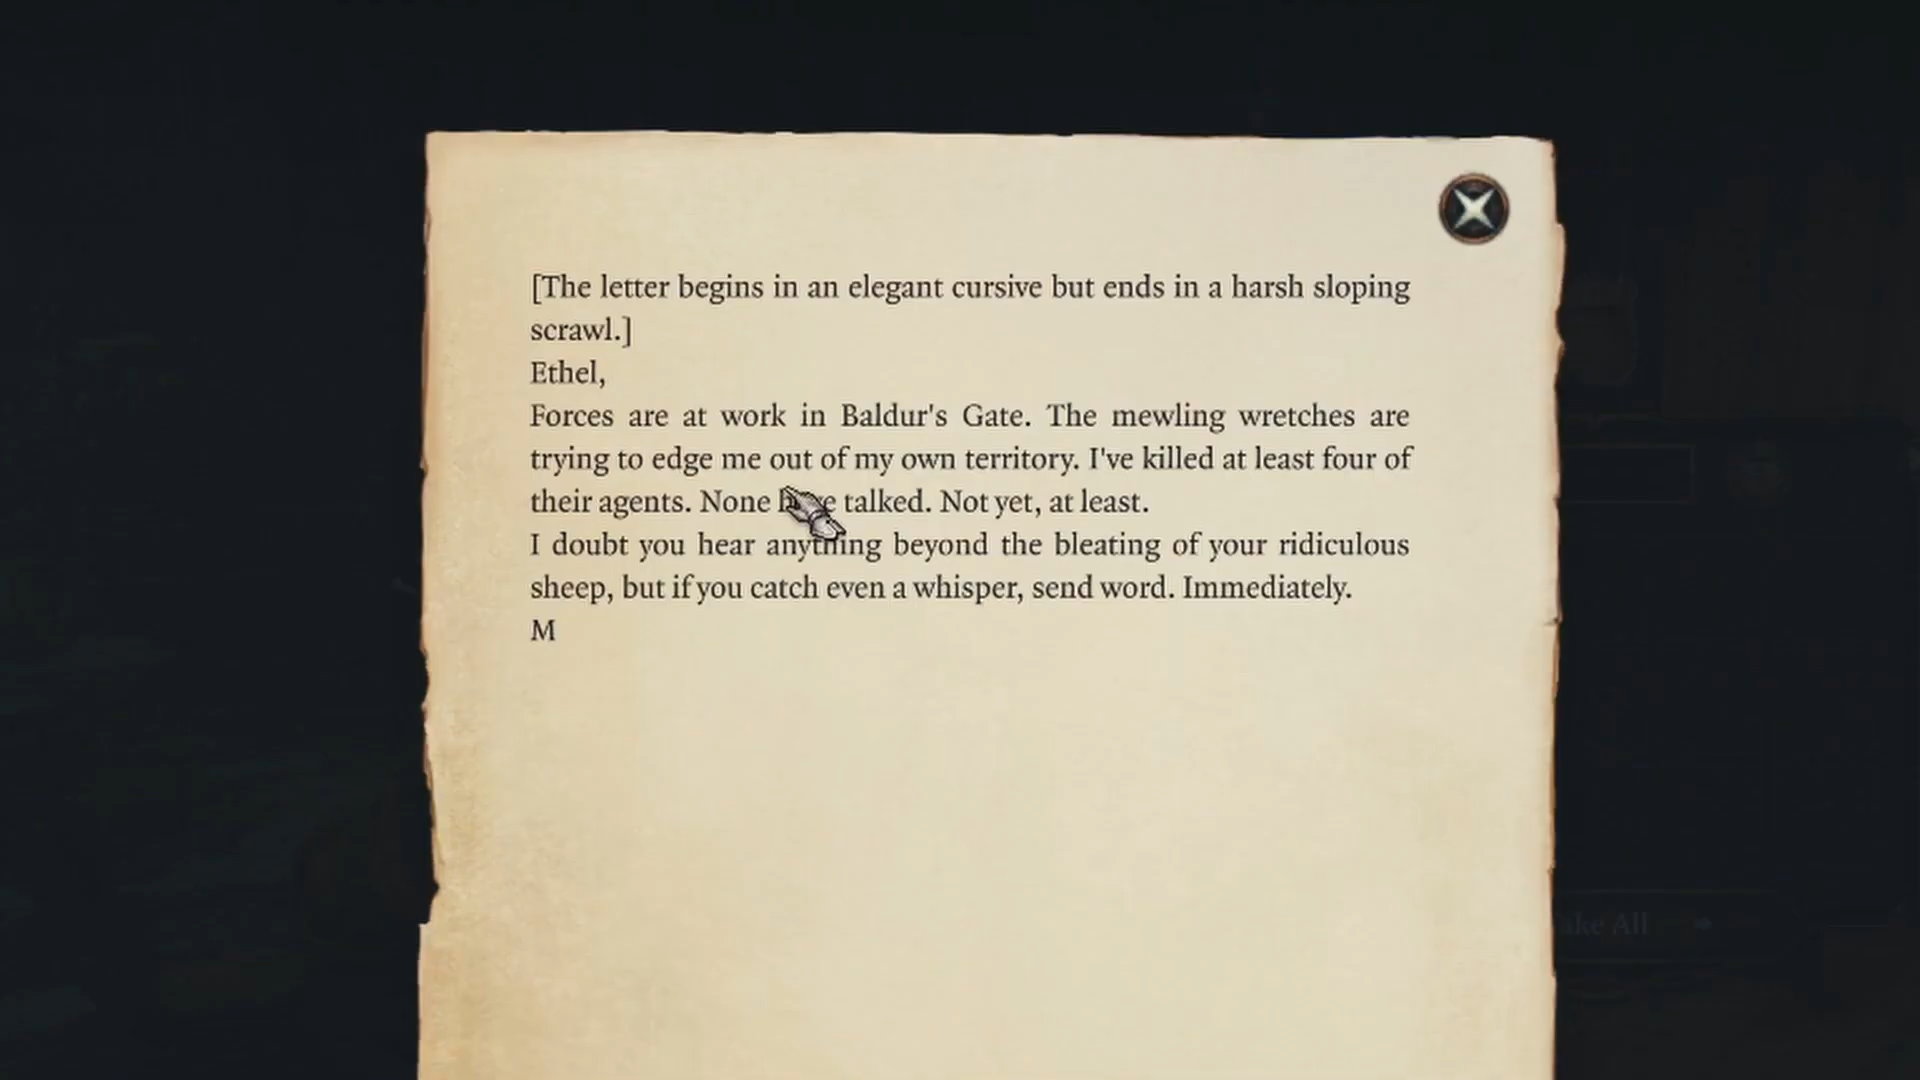 [The letter begins in an elegant cursive but ends in a harsh sloping
scrawl.]
Ethel,
Forces are at work in Baldur's Gate. The mewling wretches are
trying to edge me out of my own territory. I've killed at least four of
their agents. None have talked. Not yet, at least.
I doubt you hear anything beyond the bleating of your ridiculous
sheep, but if you catch even a whisper, send word. Immediately.
M
All